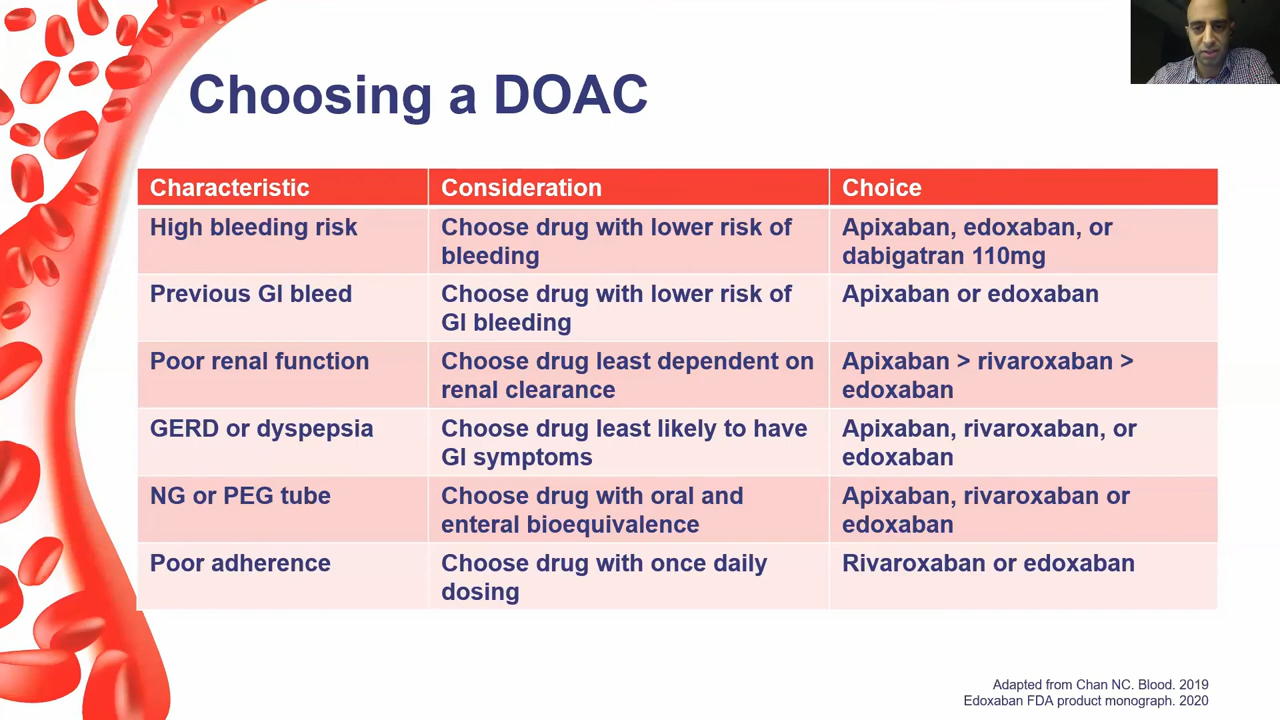 Choosing a DOAC
Characteristic Consideration Choice
High bleeding risk Choose drug with lower risk of Apixaban, edoxaban, or
bleeding dabigatran 110mg
Previous GI bleed Choose drug with lower risk of Apixaban or edoxaban
GI bleeding
Poor renal function Choose drug least dependent on Apixaban > rivaroxaban >
renal clearance edoxaban
GERD or dyspepsia Choose drug least likely to have Apixaban, rivaroxaban, or
GI symptoms edoxaban
NG or PEG tube Choose drug with oral and Apixaban, rivaroxaban or
enteral bioequivalence edoxaban
Poor adherence Choose drug with once daily Rivaroxaban or edoxaban
dosing
Adapted from Chan NC. Blood. 2019
Edoxaban FDA product monograph. 2020